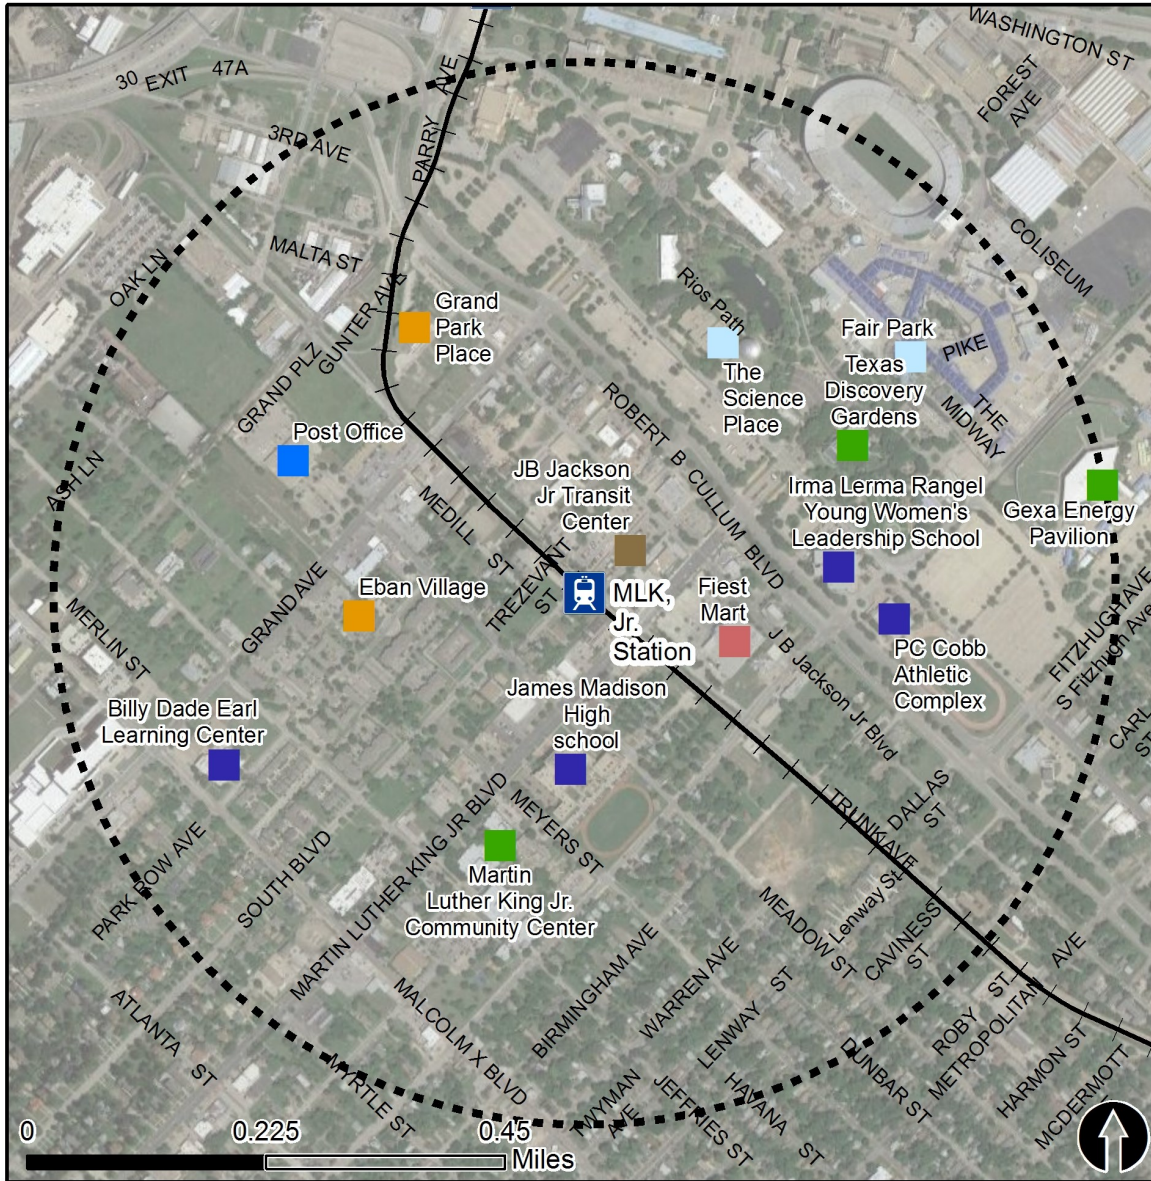 WASHINGTON ST
30 EXIT 47A
FOREST
AVE
3RD AVE
PARRY AVE
COLISEUM
MALTA ST
OAK LN
GUNTER AVE
Grand
Park
Place
Rios Path
Fair Park
PIKE
The
Science
Place
Texas
Discovery
Gardens
THE
MIDWAY
GRAND PLZ
Post Office
ROBERT B CULLUM BLVD
ASH LN
JB Jackson
Jr Transit
Center
Irma Lerma Rangel
Young Women's
Leadership School
Gexa Energy
Pavilion
MEDILL ST
TREZEVANT
ST
Eban Village
MLK,
Jr.
Station
Fiest
Mart
GRAND AVE
MERLIN ST
FITZHUGH AVE
S Fitzhugh Ave
PC Cobb
Athletic
Complex
J B Jackson Jr Blvd
CARL
ST
James Madison
High
school
Billy Dade Earl
Learning Center
MEYERS ST
DALLAS
ST
TRUNK AVE
MARTIN LUTHER KING JR BLVD
PARK ROW AVE
SOUTH BLVD
Martin
Luther King Jr.
Community Center
MEADOW ST
Lenway St
CAVINESS
ST
BIRMINGHAM AVE
WARREN AVE
LENWAY ST
ROBY ST
METROPOLITAN AVE
ATLANTA ST
MALCOLM X BLVD
MYRTLE ST
TWYMAN
AVE
JEFFRIES ST
HAVANA ST
DUNBAR ST
HARMON ST
MCDERMOTT
0 0.225 0.45
Miles